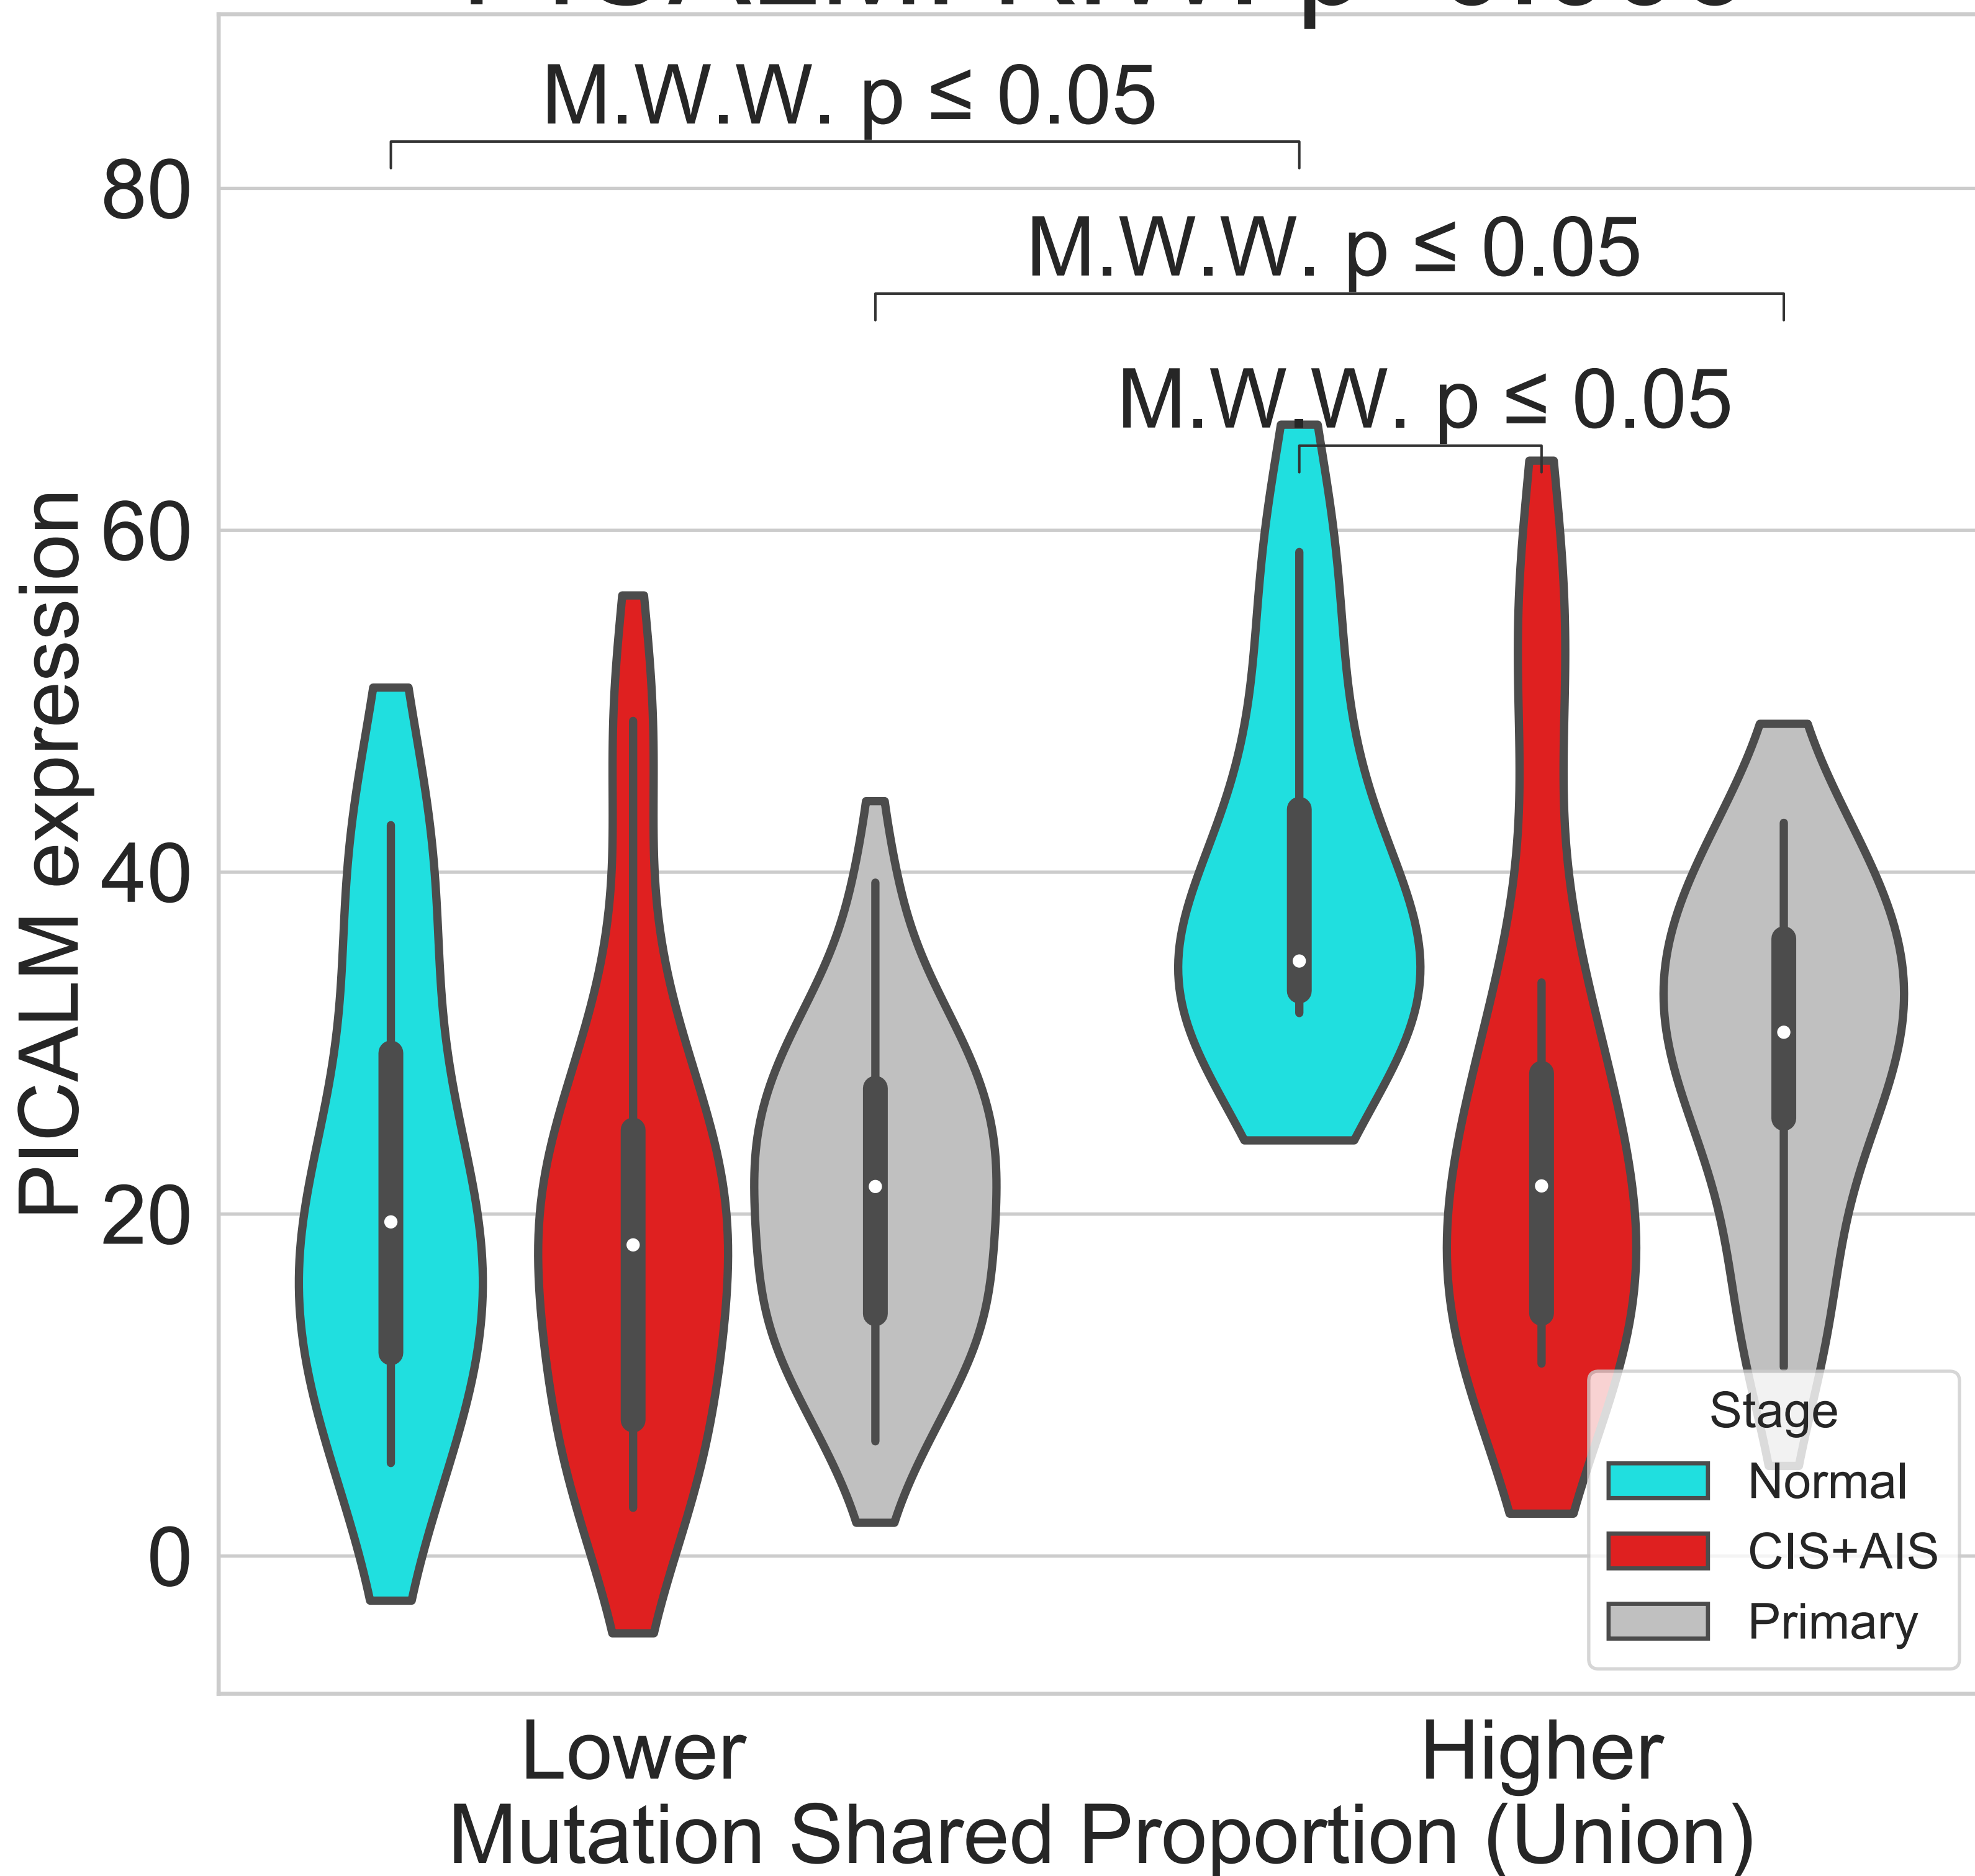 M.W.W. p ≤ 0.05
80
M.W.W. p ≤ 0.05
M.W.W. p ≤ 0.05
60
40
20
0
PICALM expression
Stage
Normal
CIS+AIS
Primary
Lower
Higher
Mutation Shared Proportion (Union)